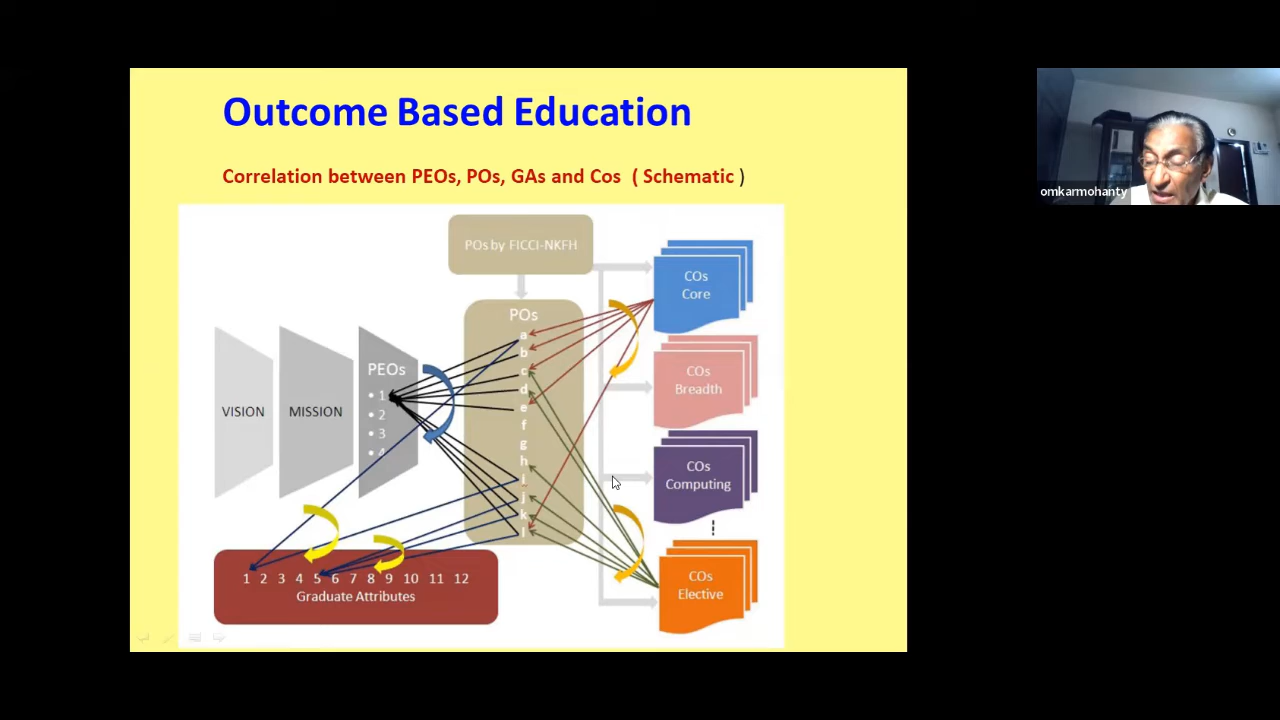 Outcome Based Education
Correlation between PEOs, POs, GAs and Cos ( Schematic )
omkarmohanty
POs by FICCI-NKFH
COs
Core
POs
a
b
c
d
e
f
g
h
i
j
k
l
COs
Breadth
PEOs
• 1
• 2
• 3
• 4
VISION
MISSION
COs
Computing
COs
Elective
1 2 3 4 5 6 7 8 9 10 11 12
Graduate Attributes